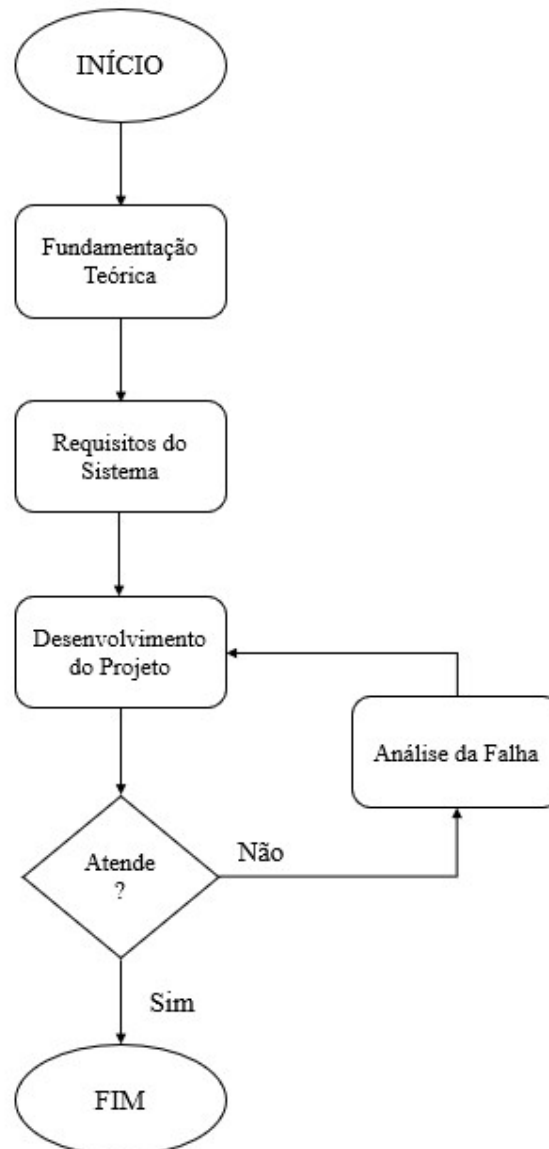 INÍCIO
Fundamentação
Teórica
Requisitos do
Sistema
Desenvolvimento
do Projeto
Análise da Falha
Atende
?
Não
Sim
FIM